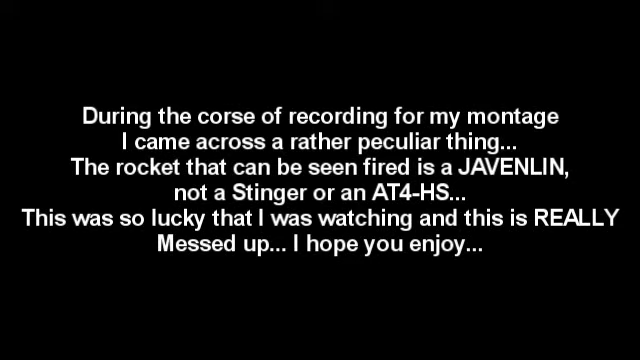 During the corse of recording for my montage
I came across a rather peculiar thing...
The rocket that can be seen fired is a JAVENLIN,
not a Stinger or an AT4-HS...
This was so lucky that I was watching and this is REALLY
Messed up... I hope you enjoy...